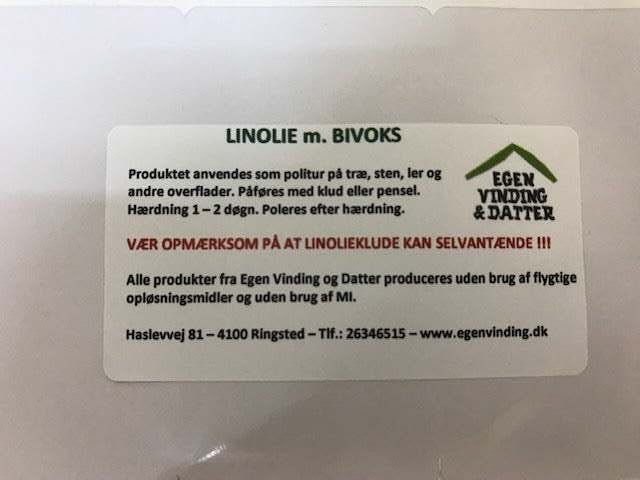 LINOLIE m. BIVOKS
EGEN
VINDING
& DATTER
Produktet anvendes som politur på træ, sten, ler og
andre overflader. Påføres med klud eller pensel.
Hærdning 1 – 2 døgn. Poleres efter hærdning.
VÆR OPMÆRKSOM PÅ AT LINOLIEKLUDE KAN SELVANTÆNDE !!!
Alle produkter fra Egen Vinding og Datter produceres uden brug af flygtige
opløsningsmidler og uden brug af MI.
Haslevvej 81 – 4100 Ringsted – Tlf.: 26346515 – www.egenvinding.dk